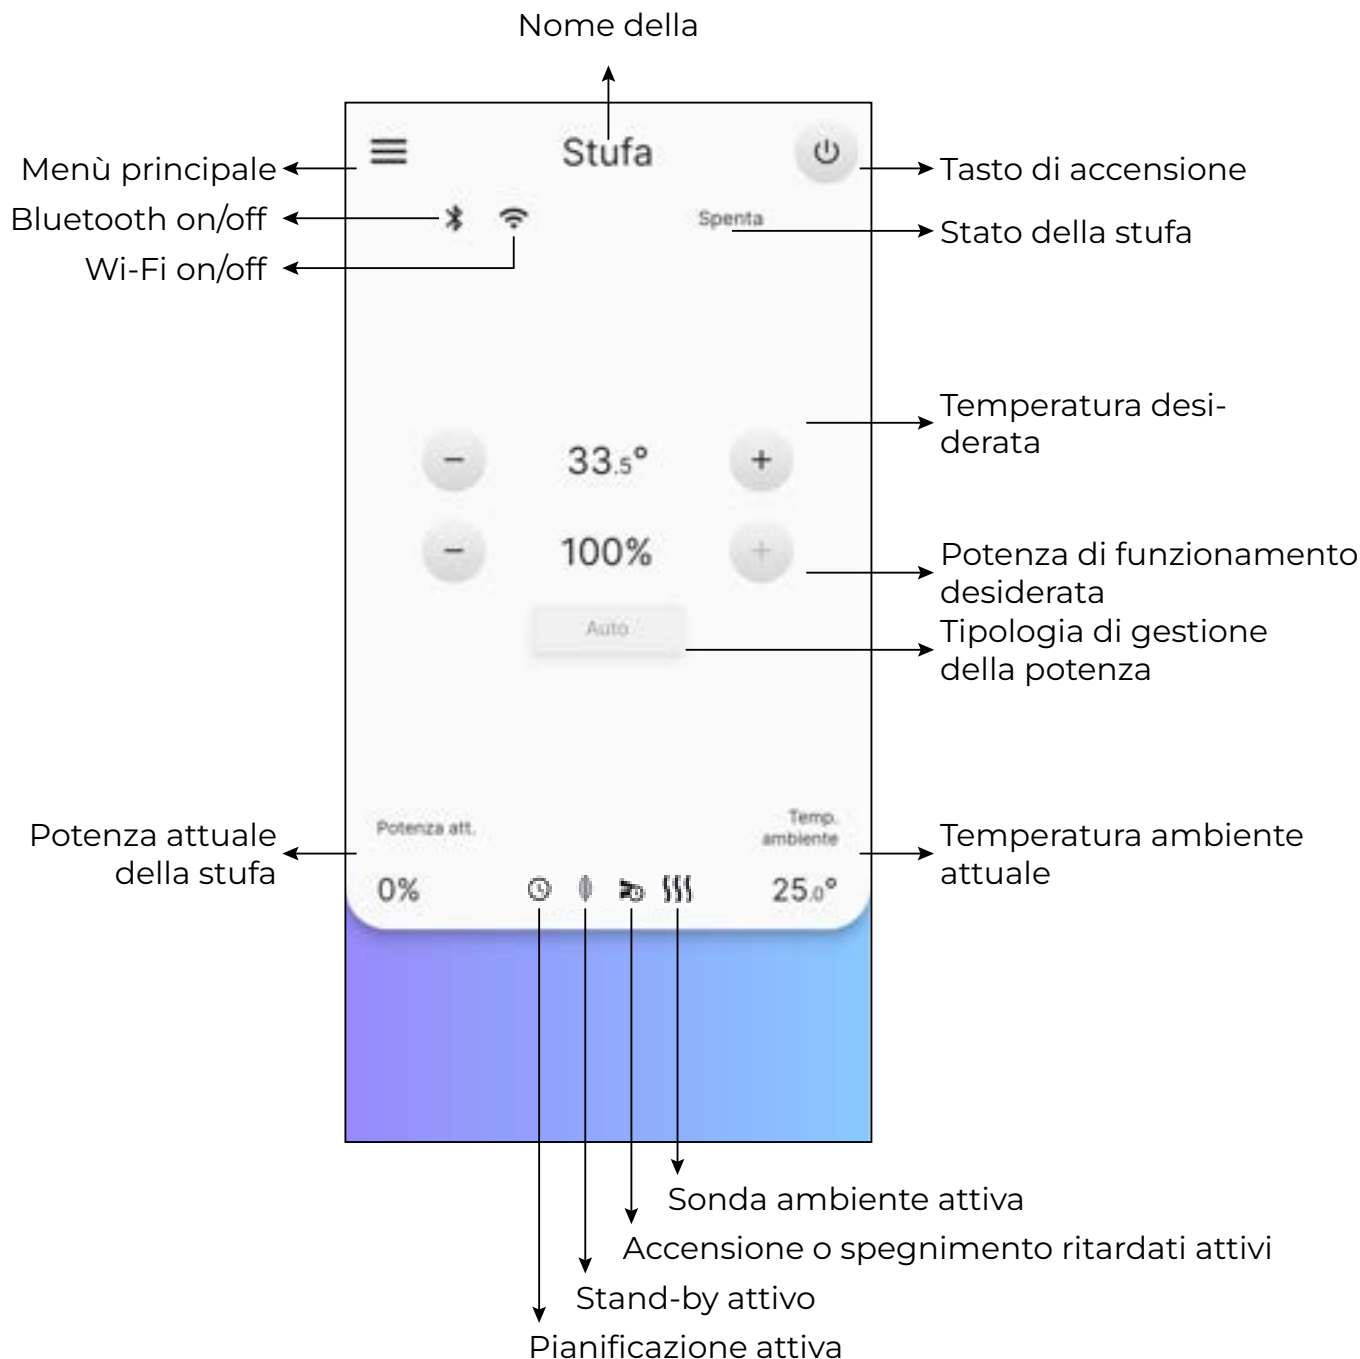 Nome della
Stufa
Menù principale
Tasto di accensione
Bluetooth on/off
Spenta
Stato della stufa
Wi-Fi on/off
Temperatura desi-
derata
33.5°
100%
Potenza di funzionamento
desiderata
Auto
Tipologia di gestione
della potenza
Potenza att.
Temp.
ambiente
Potenza attuale
della stufa
Temperatura ambiente
attuale
0%
25.0°
Sonda ambiente attiva
Accensione o spegnimento ritardati attivi
Stand-by attivo
Pianificazione attiva